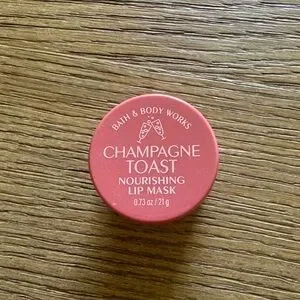 BATH & BODY WORKS
CHAMPAGNE
TOAST
NOURISHING
LIP MASK
0.73 oz / 21 g